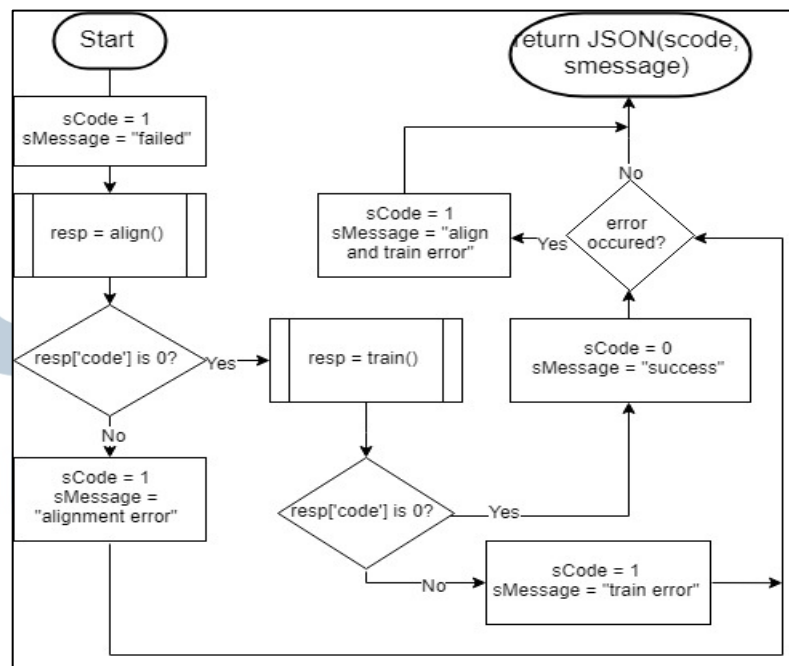 Start
sCode = 1
sMessage = "failed"
resp = align()
resp['code'] is 0?
Yes
No
sCode = 1
sMessage =
"alignment error"
resp = train()
resp['code'] is 0?
Yes
No
sCode = 1
sMessage = "train error"
sCode = 0
sMessage = "success"
error
occured?
Yes
No
sCode = 1
sMessage = "align
and train error"
return JSON(scode,
smessage)